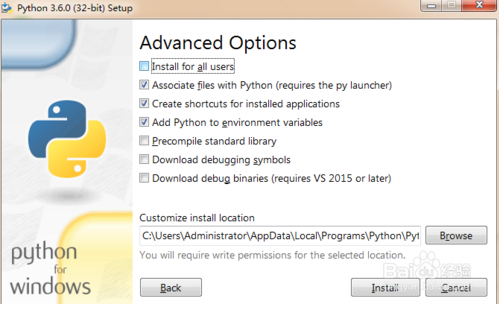 Python 3.6.0 (32-bit) Setup
Advanced Options
Install for all users
Associate files with Python (requires the py launcher)
Create shortcuts for installed applications
Add Python to environment variables
Precompile standard library
Download debugging symbols
Download debug binaries (requires VS 2015 or later)
Customize install location
C:\Users\Administrator\AppData\Local\Programs\Python\Pyt
Browse
You will require write permissions for the selected location.
python
for
windows
Back
Install
Cancel
Bai 经验